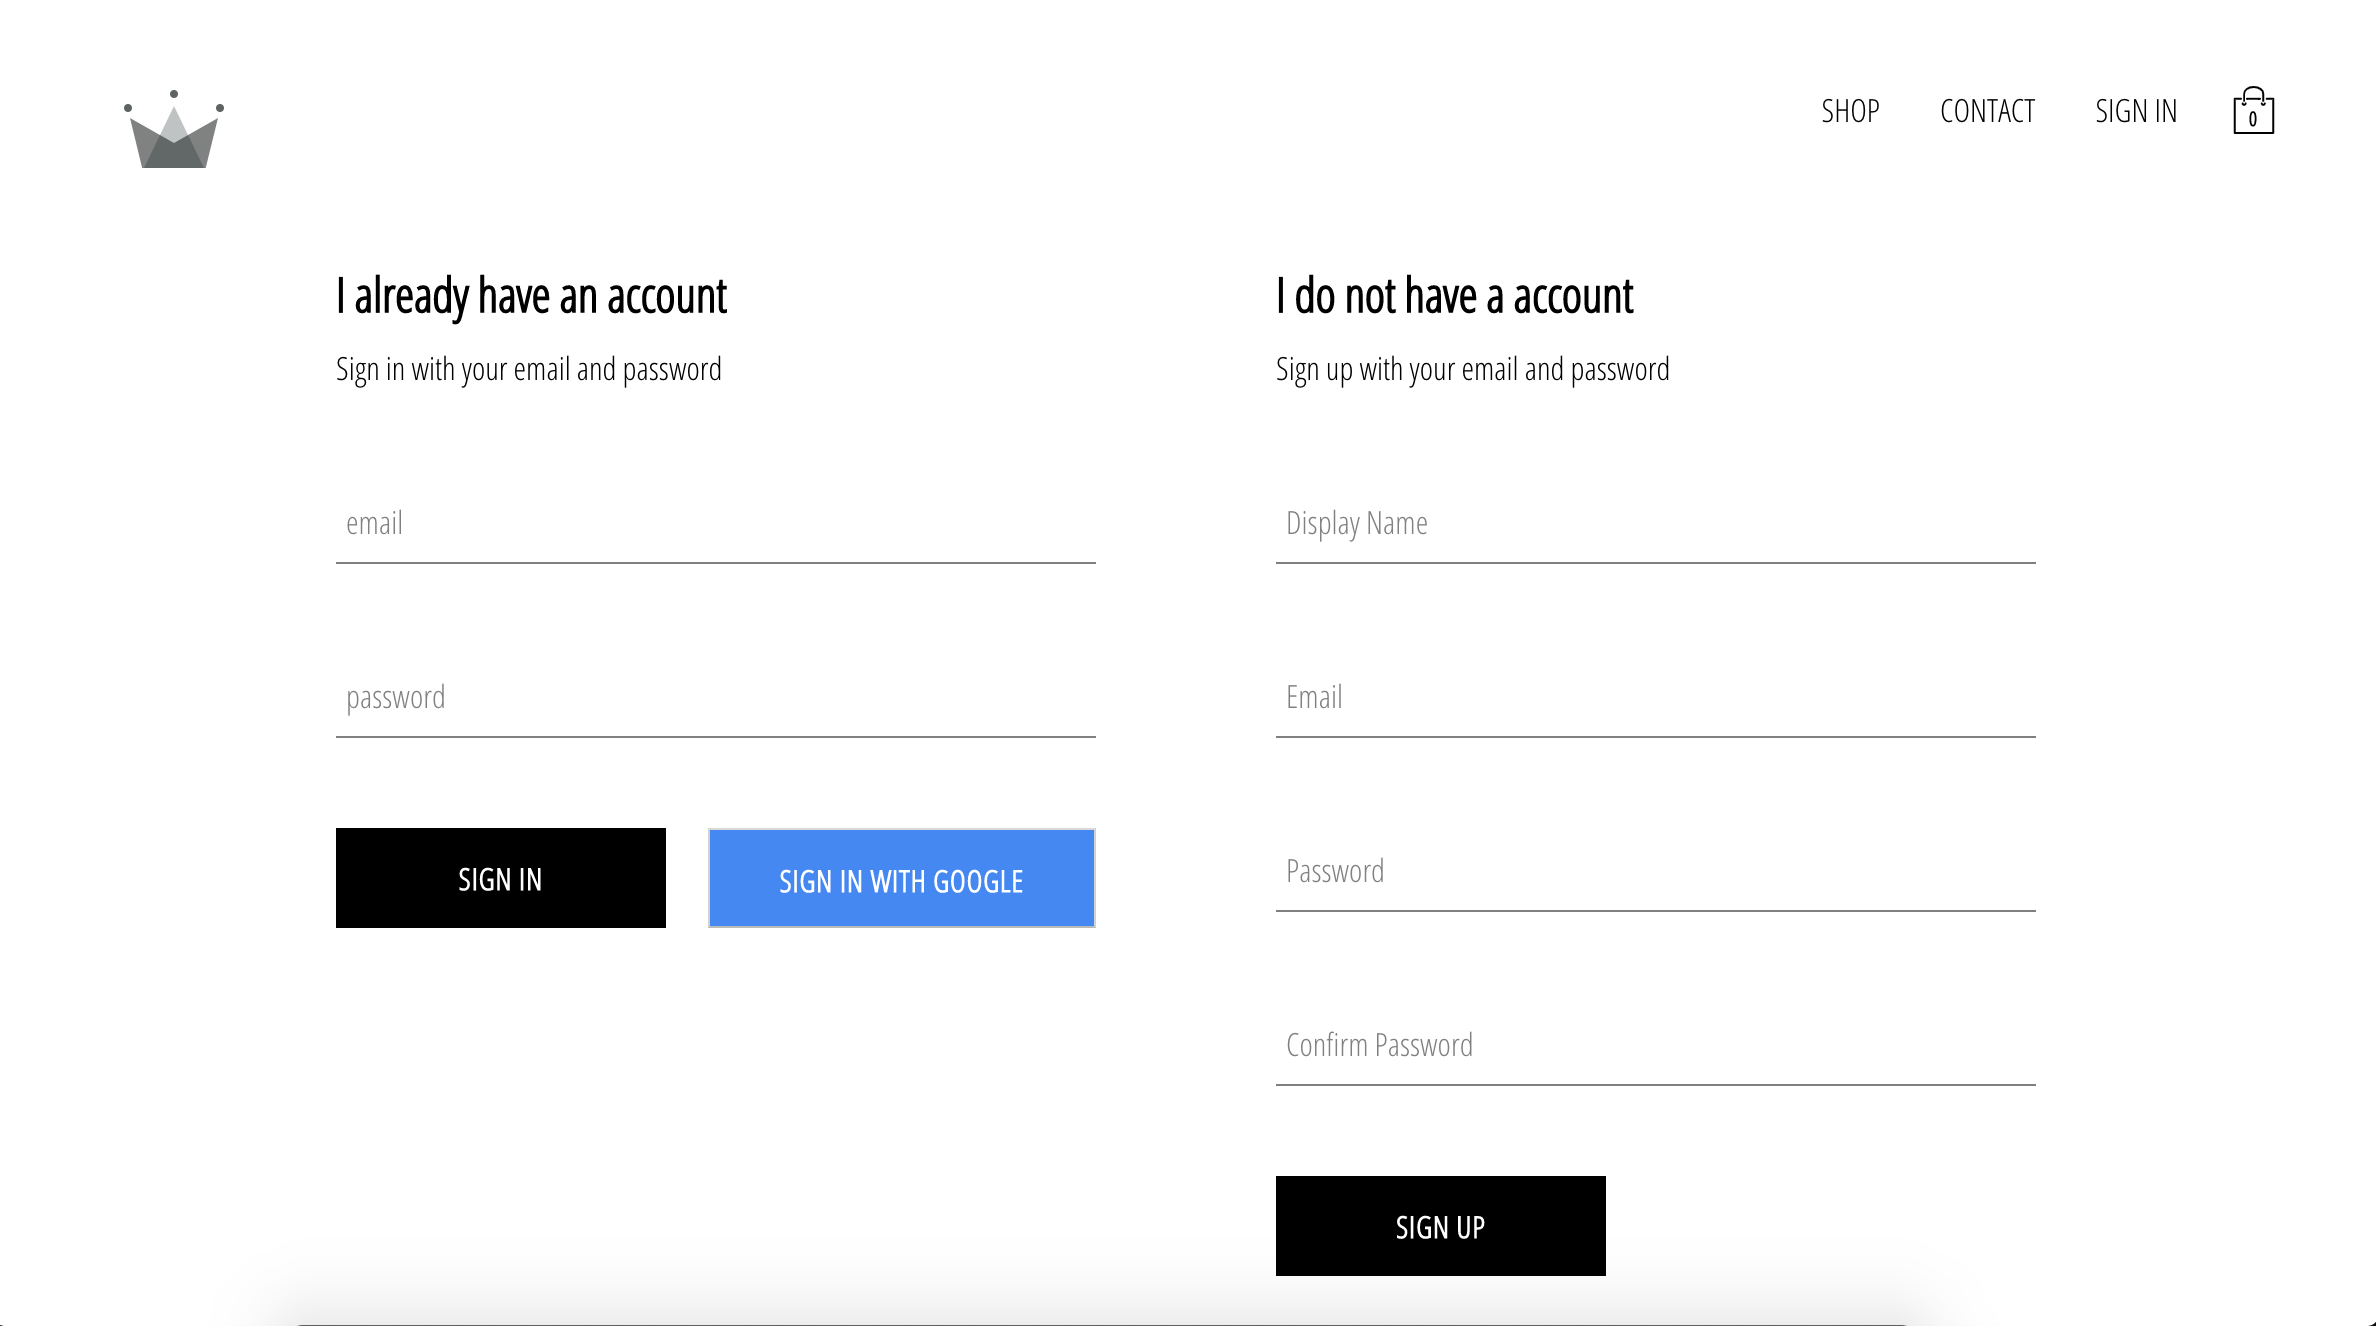 SHOP
CONTACT
SIGN IN
0
I already have an account
Sign in with your email and password
email
password
SIGN IN
SIGN IN WITH GOOGLE
I do not have a account
Sign up with your email and password
Display Name
Email
Password
Confirm Password
SIGN UP